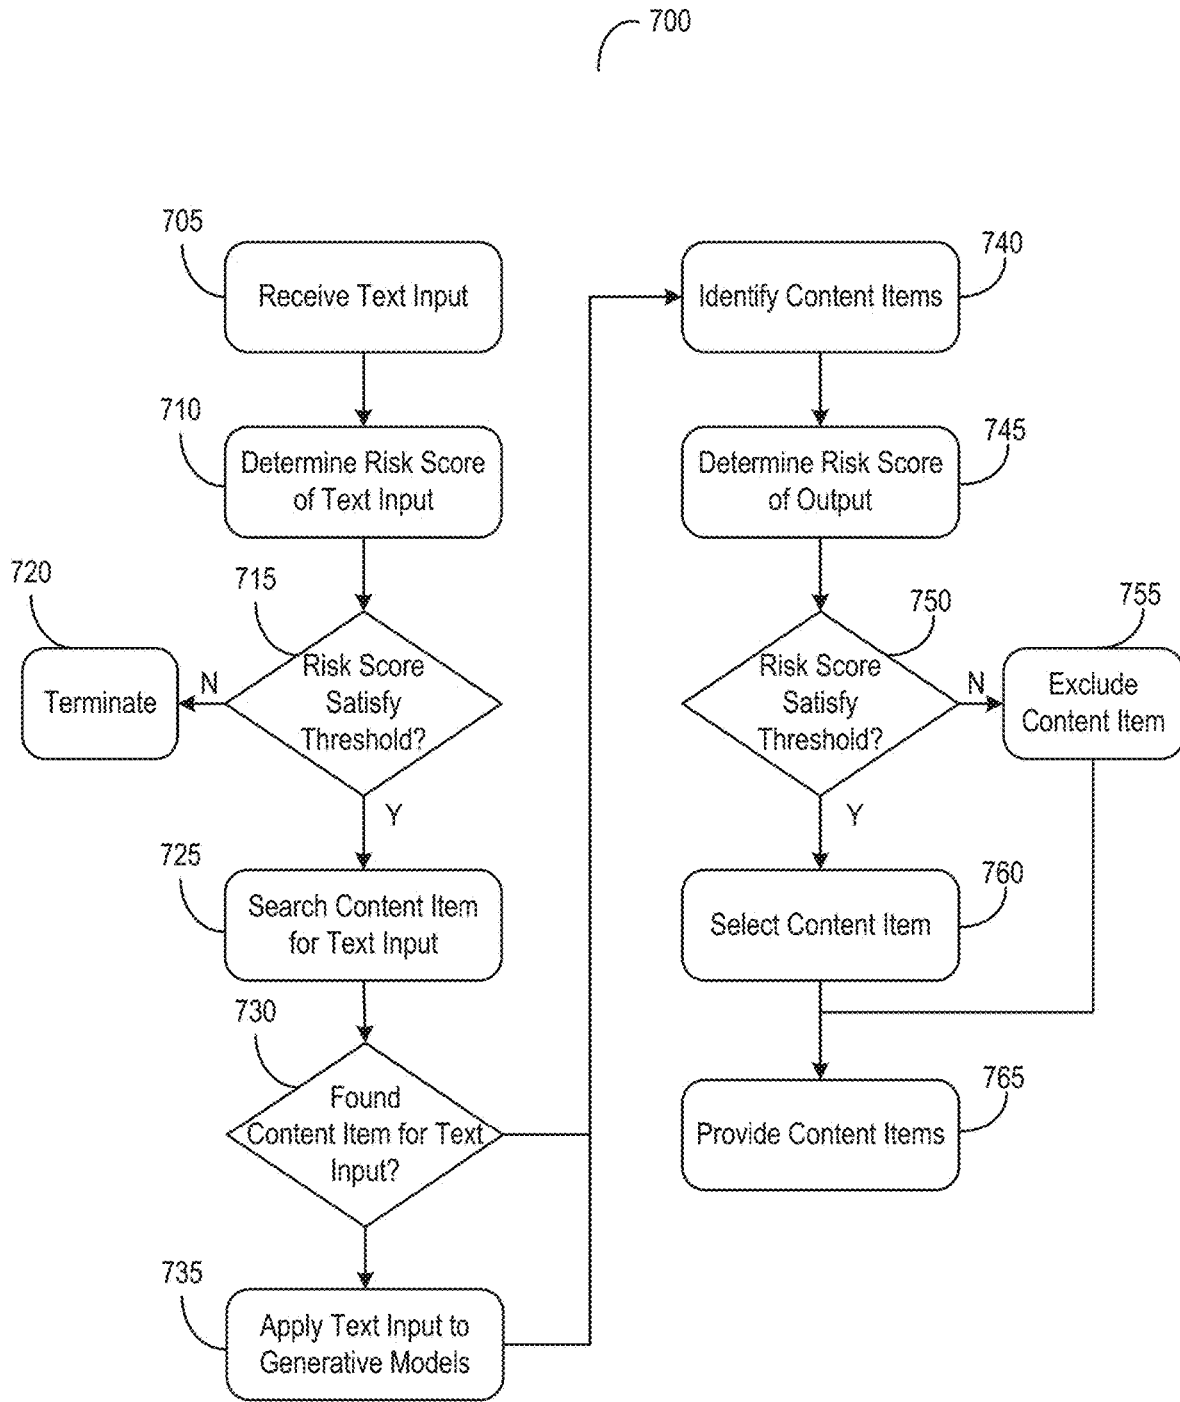 700
705
Receive Text Input
710
Determine Risk Score
of Text Input
715
Risk Score
Satisfy
Threshold?
N
720
Terminate
Y
725
Search Content Item
for Text Input
730
Found
Content Item for Text
Input?
735
Apply Text Input to
Generative Models
740
Identify Content Items
745
Determine Risk Score
of Output
750
Risk Score
Satisfy
Threshold?
N
755
Exclude
Content Item
Y
760
Select Content Item
765
Provide Content Items